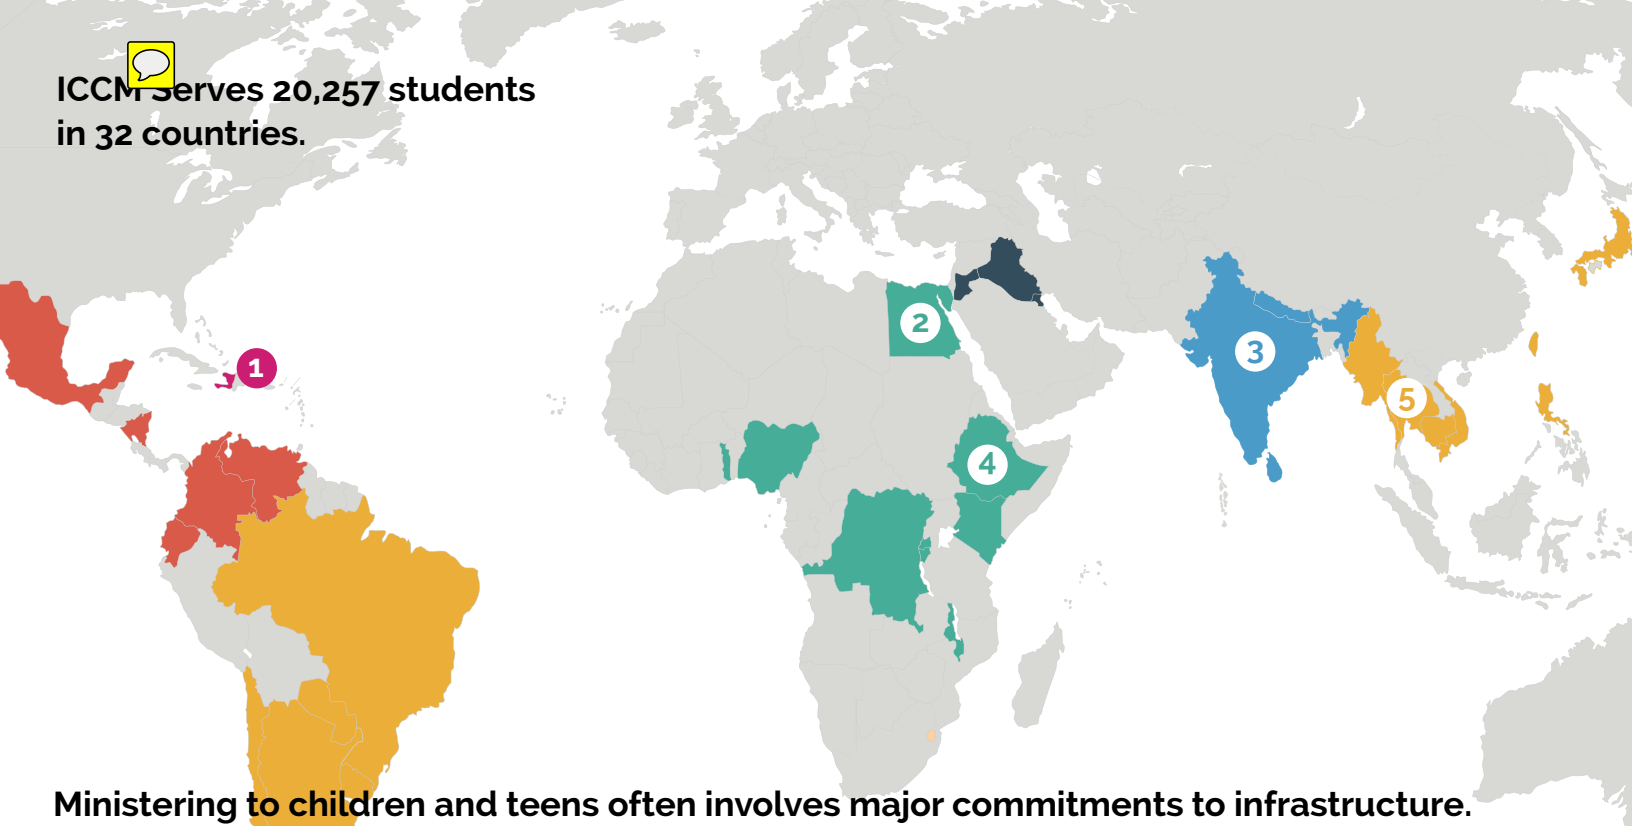 ICCM Serves 20,257 students
in 32 countries.
1
2
3
4
5
Ministering to children and teens often involves major commitments to infrastructure.